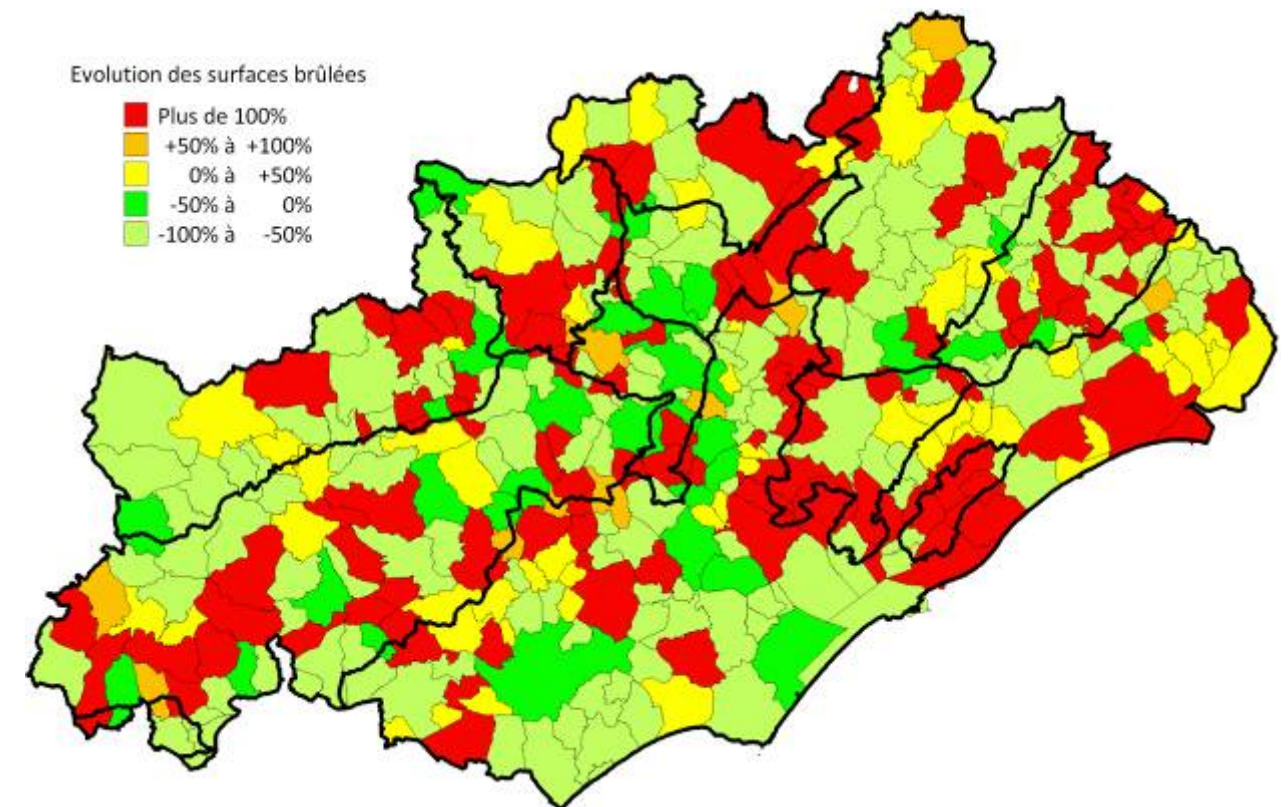 Evolution des surfaces brûlées
Plus de 100%
+50% à +100%
0% à +50%
-50% à 0%
-100% à -50%